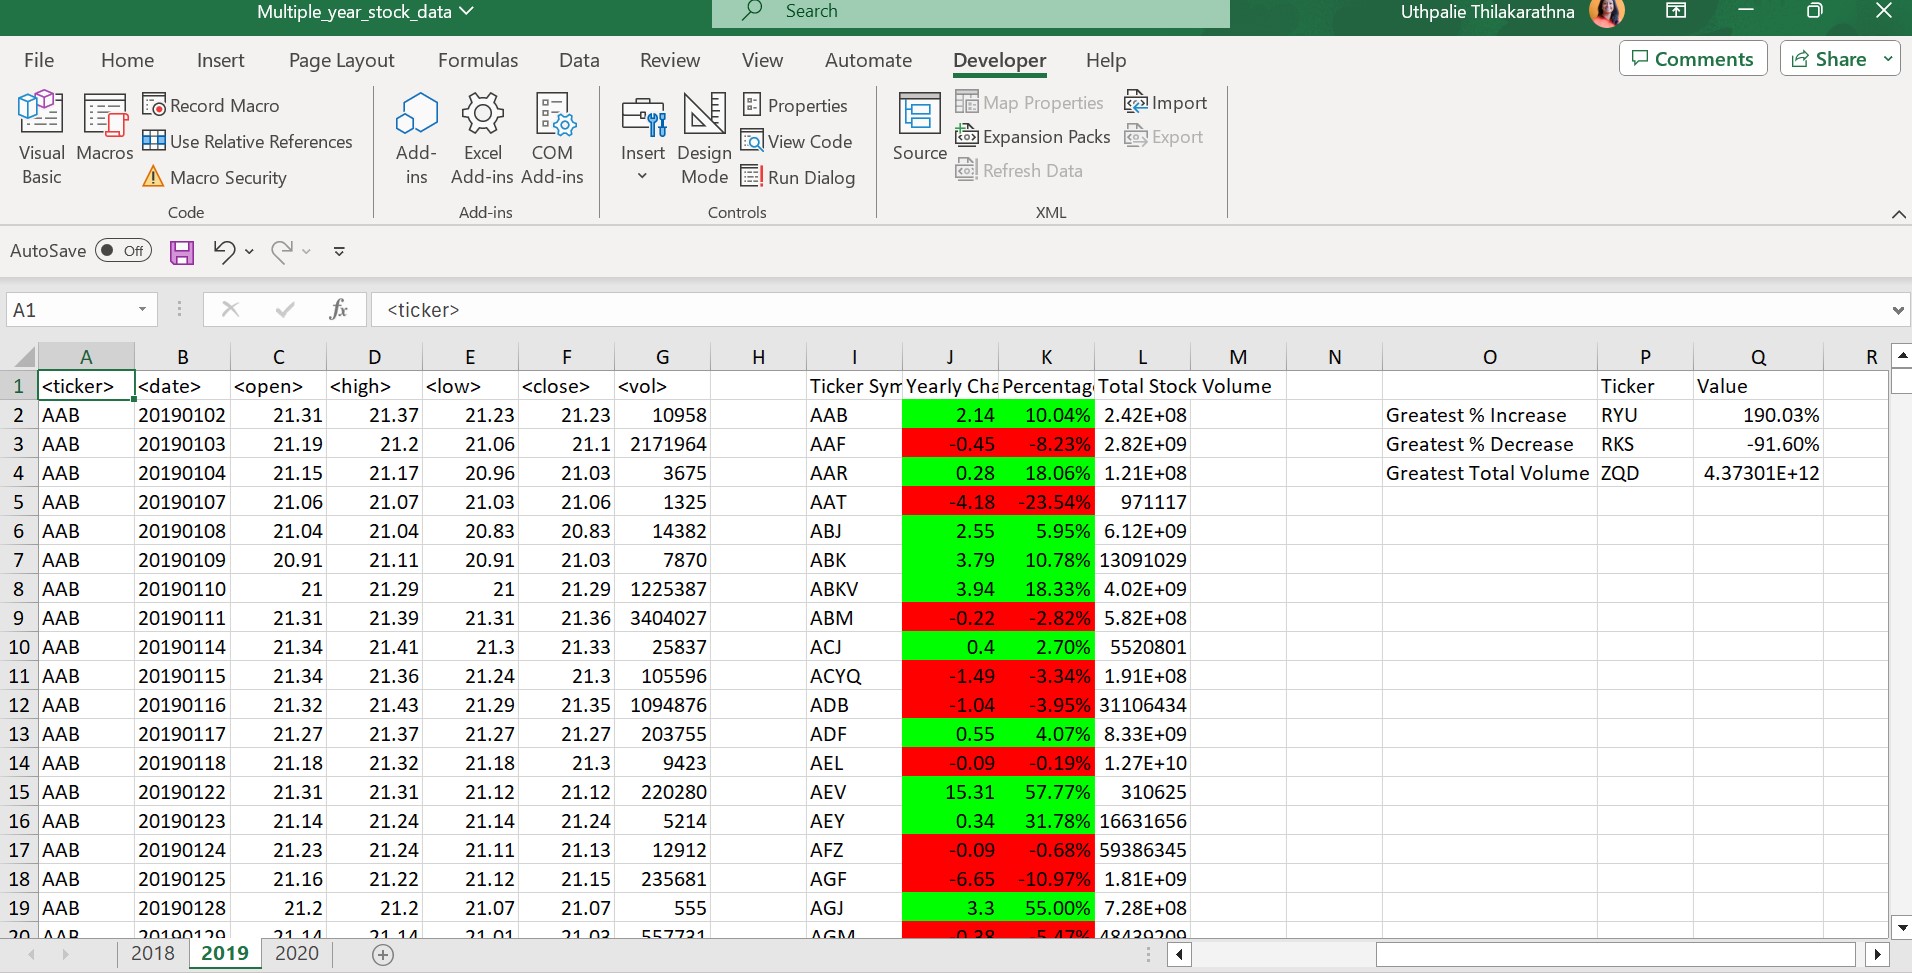 Multiple_year_stock_data
Search
Uthpalie Thilakarathna
File Home Insert Page Layout Formulas Data Review View Automate Developer Help
Comments Share
Visual Basic
Macros
Record Macro
Use Relative References
Macro Security
Code
Add-ins
Excel Add-ins
COM Add-ins
Add-ins
Insert
Design Mode
Properties
View Code
Run Dialog
Controls
Source
Map Properties
Expansion Packs
Refresh Data
Import
Export
XML
AutoSave Off
A1 fx <ticker>
A B C D E F G H I J K L M N O P Q R
1 <ticker> <date> <open> <high> <low> <close> <vol> Ticker Sym Yearly Cha Percentag Total Stock Volume Ticker Value
2 AAB 20190102 21.31 21.37 21.23 21.23 10958 AAB 2.14 10.04% 2.42E+08 Greatest % Increase RYU 190.03%
3 AAB 20190103 21.19 21.2 21.06 21.1 2171964 AAF -0.45 -8.23% 2.82E+09 Greatest % Decrease RKS -91.60%
4 AAB 20190104 21.15 21.17 20.96 21.03 3675 AAR 0.28 18.06% 1.21E+08 Greatest Total Volume ZQD 4.37301E+12
5 AAB 20190107 21.06 21.07 21.03 21.06 1325 AAT -4.18 -23.54% 971117
6 AAB 20190108 21.04 21.04 20.83 20.83 14382 ABJ 2.55 5.95% 6.12E+09
7 AAB 20190109 20.91 21.11 20.91 21.03 7870 ABK 3.79 10.78% 13091029
8 AAB 20190110 21 21.29 21 21.29 1225387 ABKV 3.94 18.33% 4.02E+09
9 AAB 20190111 21.31 21.39 21.31 21.36 3404027 ABM -0.22 -2.82% 5.82E+08
10 AAB 20190114 21.34 21.41 21.3 21.33 25837 ACJ 0.4 2.70% 5520801
11 AAB 20190115 21.34 21.36 21.24 21.3 105596 ACYQ -1.49 -3.34% 1.91E+08
12 AAB 20190116 21.32 21.43 21.29 21.35 1094876 ADB -1.04 -3.95% 31106434
13 AAB 20190117 21.27 21.37 21.27 21.27 203755 ADF 0.55 4.07% 8.33E+09
14 AAB 20190118 21.18 21.32 21.18 21.3 9423 AEL -0.09 -0.19% 1.27E+10
15 AAB 20190122 21.31 21.31 21.12 21.12 220280 AEV 15.31 57.77% 310625
16 AAB 20190123 21.14 21.24 21.14 21.24 5214 AEY 0.34 31.78% 16631656
17 AAB 20190124 21.23 21.24 21.11 21.13 12912 AFZ -0.09 -0.68% 59386345
18 AAB 20190125 21.16 21.22 21.12 21.15 235681 AGF -6.65 -10.97% 1.81E+09
19 AAB 20190128 21.2 21.2 21.07 21.07 555 AGJ 3.3 55.00% 7.28E+08
20 AAB 20190129 21.14 21.14 21.01 21.03 557731 AGM -0.38 -5.47% 48439209
2018 2019 2020